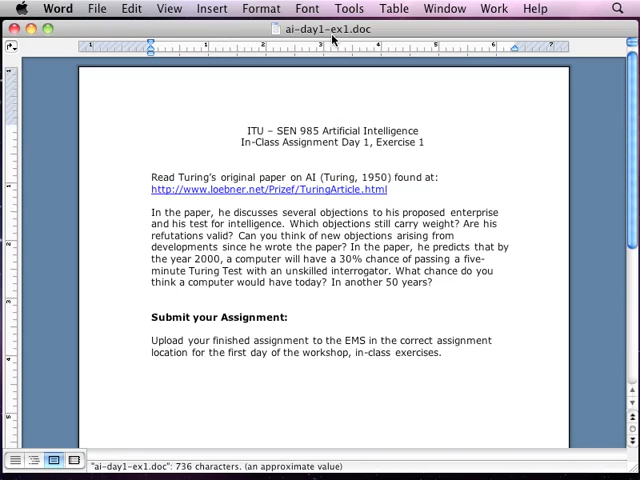 Word File Edit View Insert Format Font Tools Table Window Work Help
ai-day1-ex1.doc
1 1 2 3 4 5 6 7
ITU – SEN 985 Artificial Intelligence
In-Class Assignment Day 1, Exercise 1
Read Turing's original paper on AI (Turing, 1950) found at:
http://www.loebner.net/Prizef/TuringArticle.html
In the paper, he discusses several objections to his proposed enterprise
and his test for intelligence. Which objections still carry weight? Are his
refutations valid? Can you think of new objections arising from
developments since he wrote the paper? In the paper, he predicts that by
the year 2000, a computer will have a 30% chance of passing a five-
minute Turing Test with an unskilled interrogator. What chance do you
think a computer would have today? In another 50 years?
Submit your Assignment:
Upload your finished assignment to the EMS in the correct assignment
location for the first day of the workshop, in-class exercises.
"ai-day1-ex1.doc": 736 characters. (an approximate value)